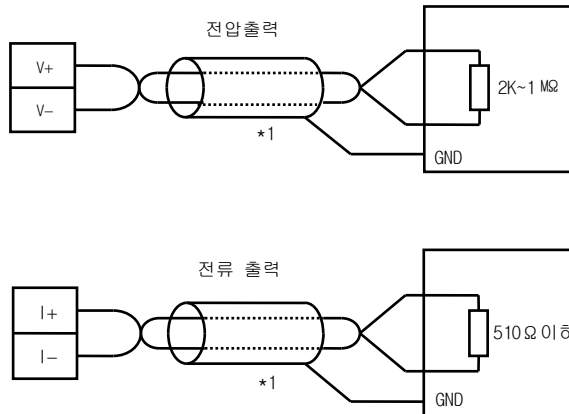 전압출력
V+
V-
2K~1 MΩ
*1
GND
전류 출력
I+
I-
510Ω이하
*1
GND